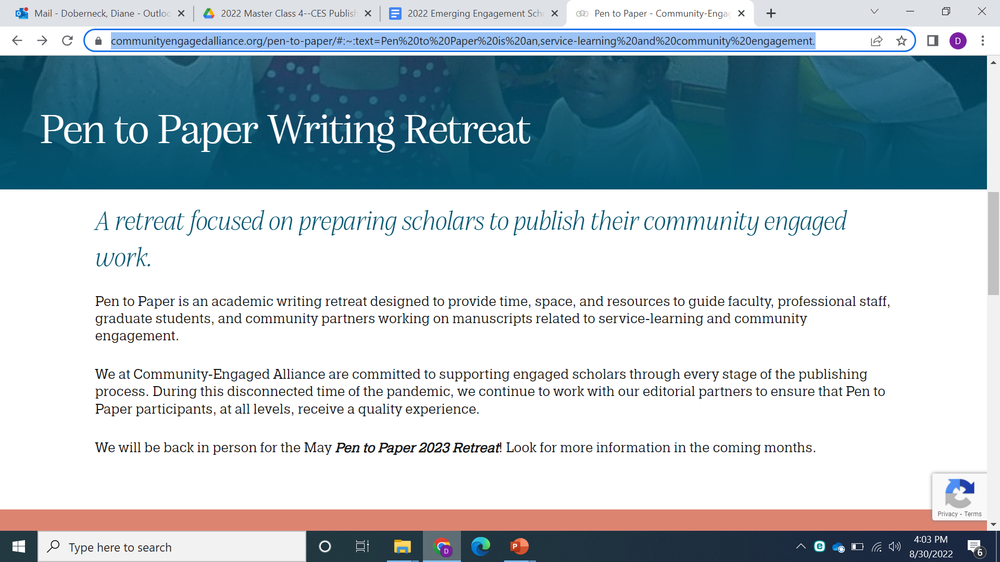 Mail - Doberneck, Diane - Outloo
2022 Master Class 4--CES Publish
2022 Emerging Engagement Scho
Pen to Paper - Community-Engag
communityengagedalliance.org/pen-to-paper/#:~:text=Pen%20to%20Paper%20is%20an,service-learning%20and%20community%20engagement.
D
Pen to Paper Writing Retreat
A retreat focused on preparing scholars to publish their community engaged
work.
Pen to Paper is an academic writing retreat designed to provide time, space, and resources to guide faculty, professional staff,
graduate students, and community partners working on manuscripts related to service-learning and community
engagement.
We at Community-Engaged Alliance are committed to supporting engaged scholars through every stage of the publishing
process. During this disconnected time of the pandemic, we continue to work with our editorial partners to ensure that Pen to
Paper participants, at all levels, receive a quality experience.
We will be back in person for the May Pen to Paper 2023 Retreat! Look for more information in the coming months.
Privacy - Terms
Type here to search
D
P
e
4:03 PM
8/30/2022
6